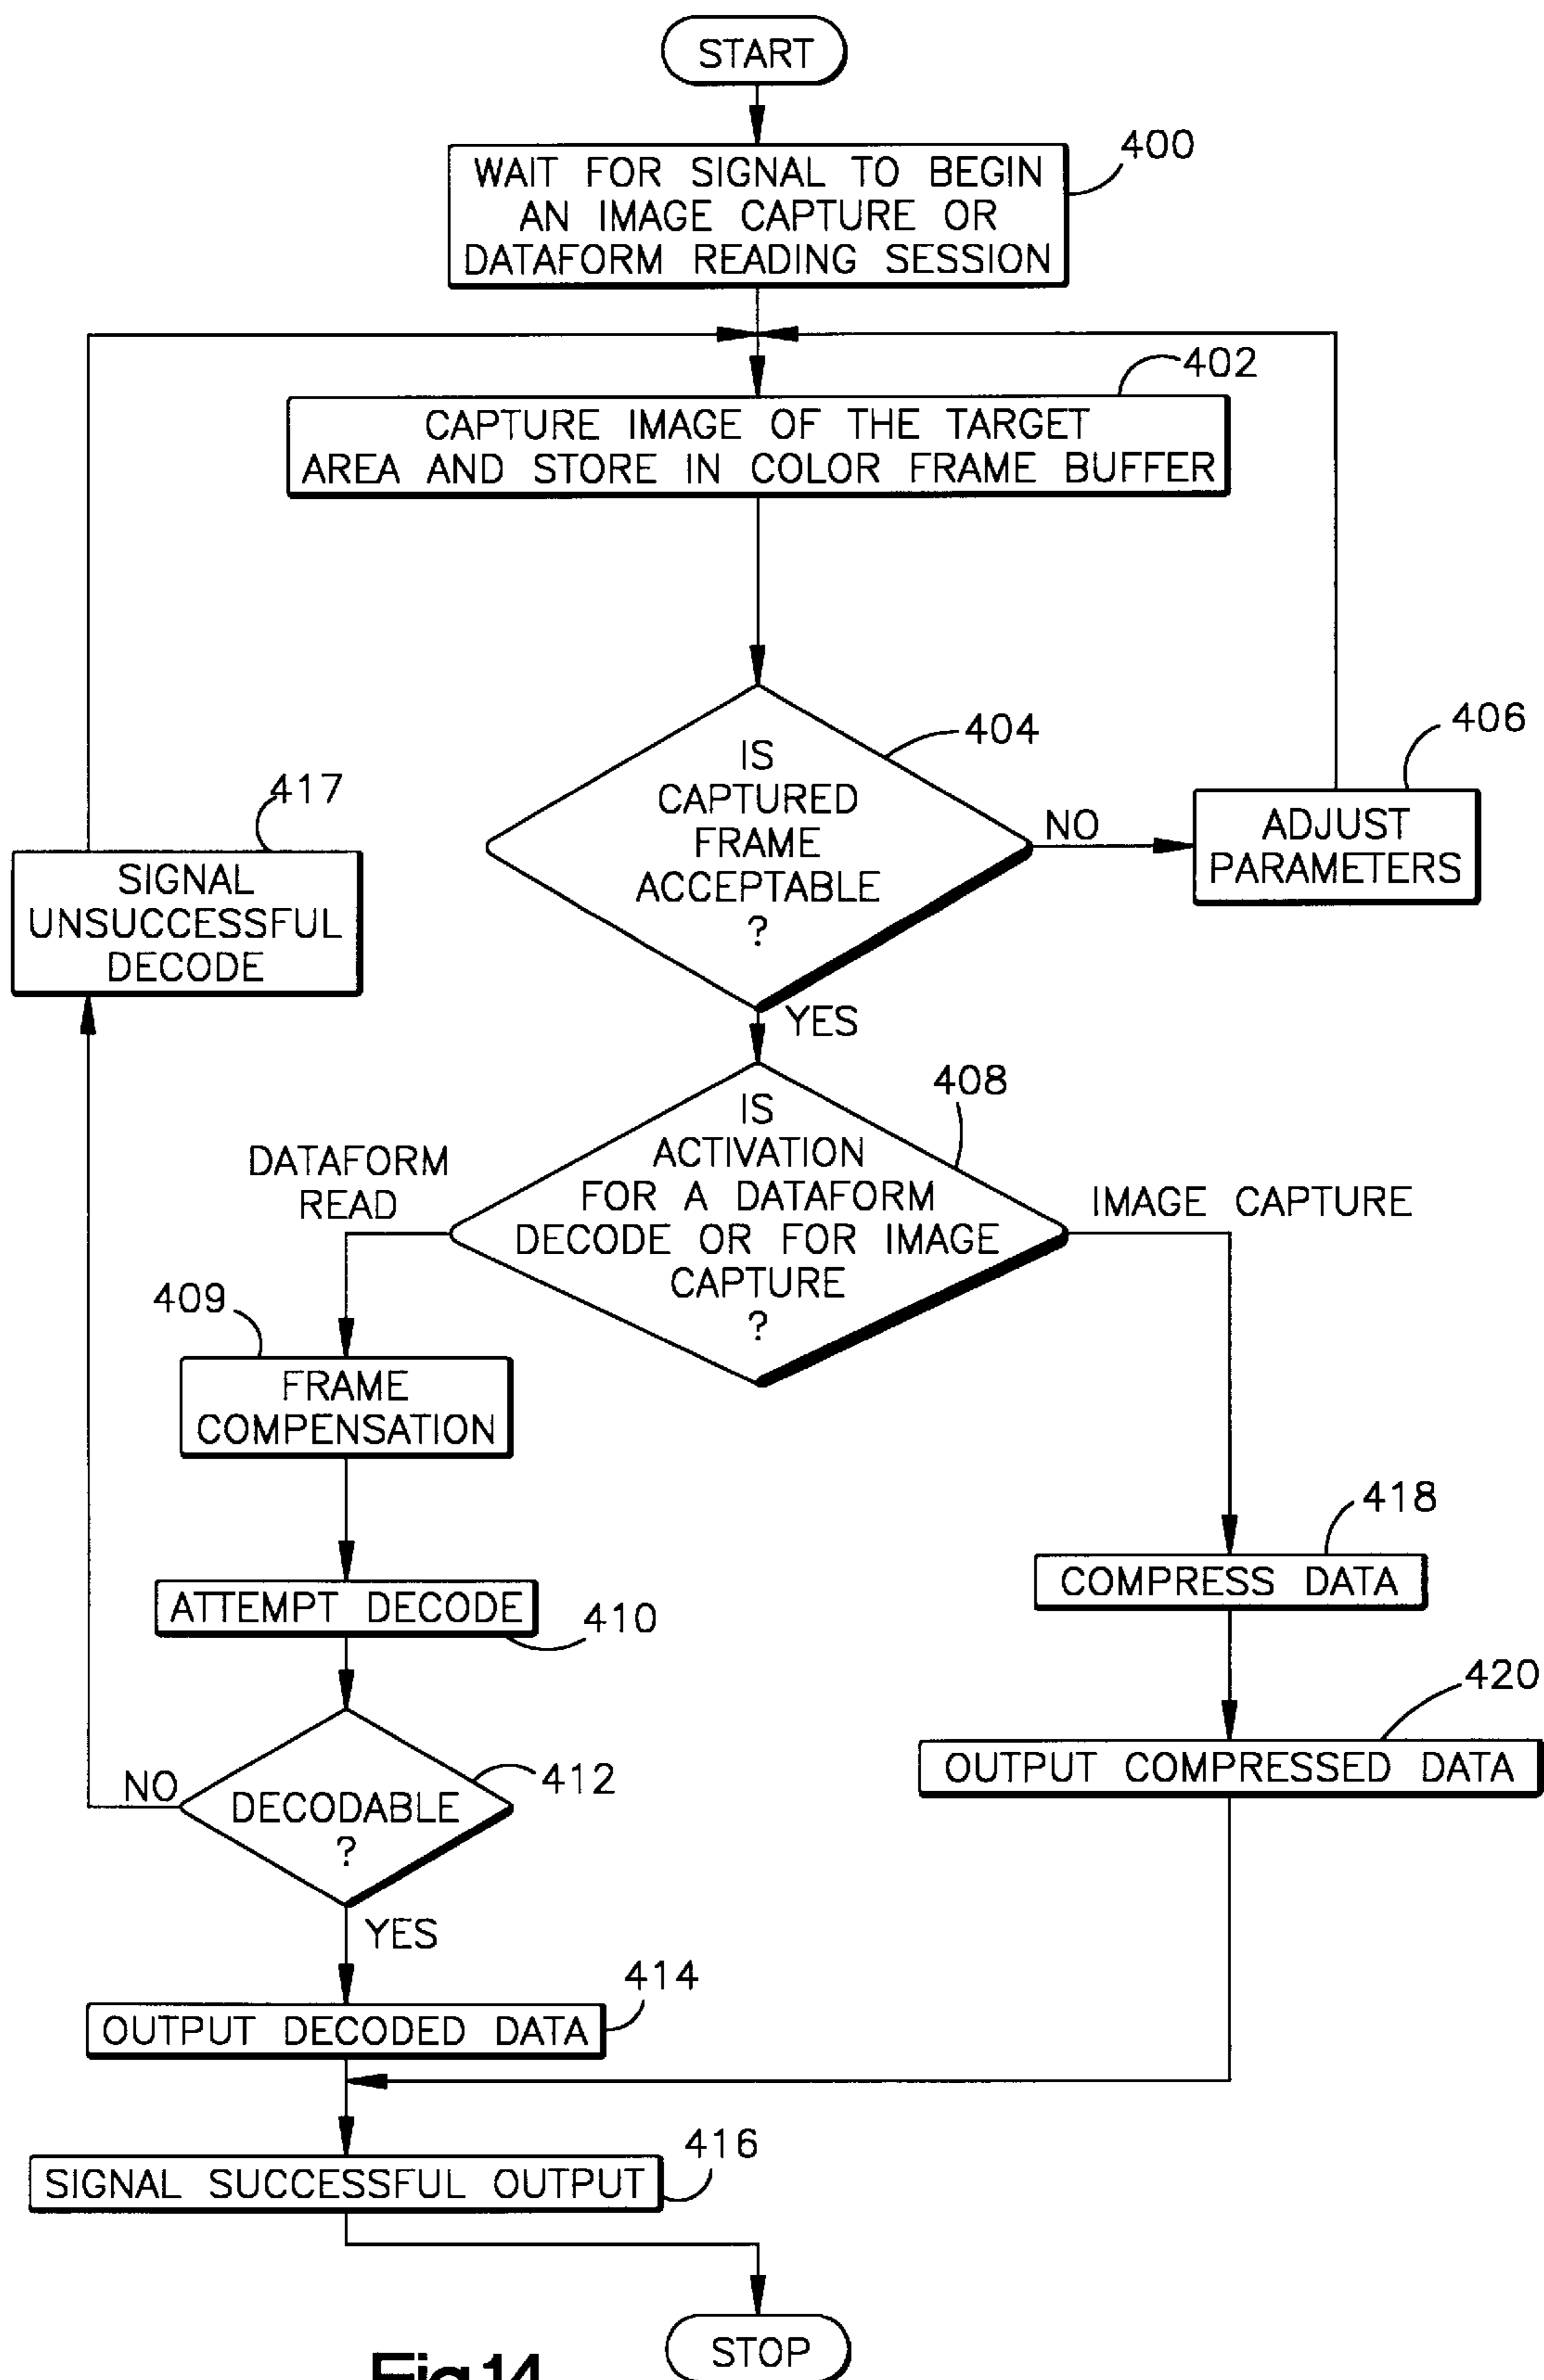 START
400
WAIT FOR SIGNAL TO BEGIN
AN IMAGE CAPTURE OR
DATAFORM READING SESSION
402
CAPTURE IMAGE OF THE TARGET
AREA AND STORE IN COLOR FRAME BUFFER
404
IS
CAPTURED
FRAME
ACCEPTABLE
?
NO
406
ADJUST
PARAMETERS
417
SIGNAL
UNSUCCESSFUL
DECODE
YES
408
IS
ACTIVATION
FOR A DATAFORM
DECODE OR FOR IMAGE
CAPTURE
?
DATAFORM
READ
IMAGE CAPTURE
409
FRAME
COMPENSATION
418
COMPRESS DATA
ATTEMPT DECODE
410
420
OUTPUT COMPRESSED DATA
412
DECODABLE
?
NO
YES
414
OUTPUT DECODED DATA
416
SIGNAL SUCCESSFUL OUTPUT
STOP
Fig.14